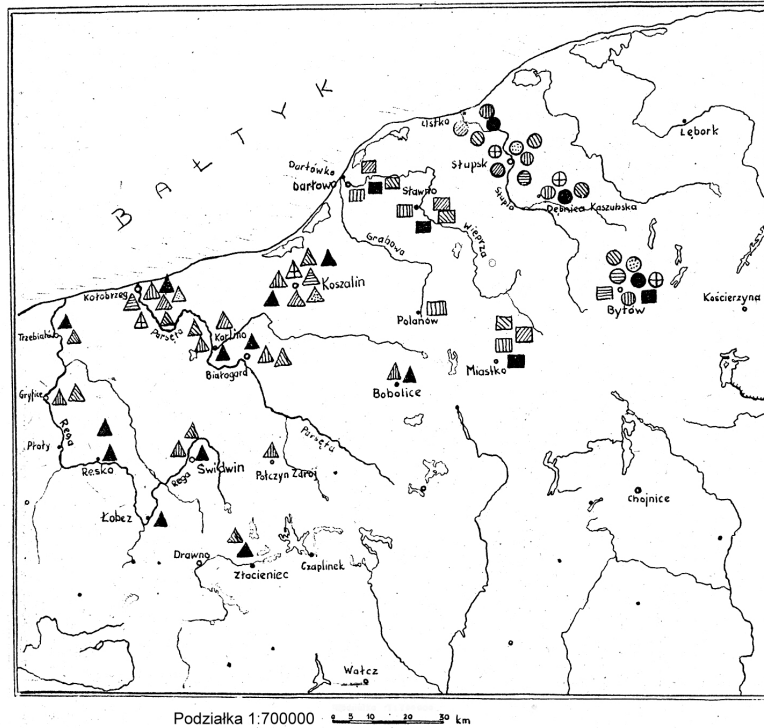 BAŁTYK
Ustka
Lębork
Słupsk
Darłówko
Darłowo
Sławno
Słupia
Dębnica Kaszubska
Wieprza
Grabowa
Koszalin
Kołobrzeg
Bytów
Kościerzyna
Polanów
Trzebiatów
Parsęta
Karlino
Białogard
Miastko
Bobolice
Gryfice
Rega
Płoty
Resko
Rega
Świdwin
Połczyn Zdrój
Parsęta
Chojnice
Łobez
Drawno
Złocieniec
Czaplinek
Wałcz
Podziałka 1:700000 0 5 10 20 30 km